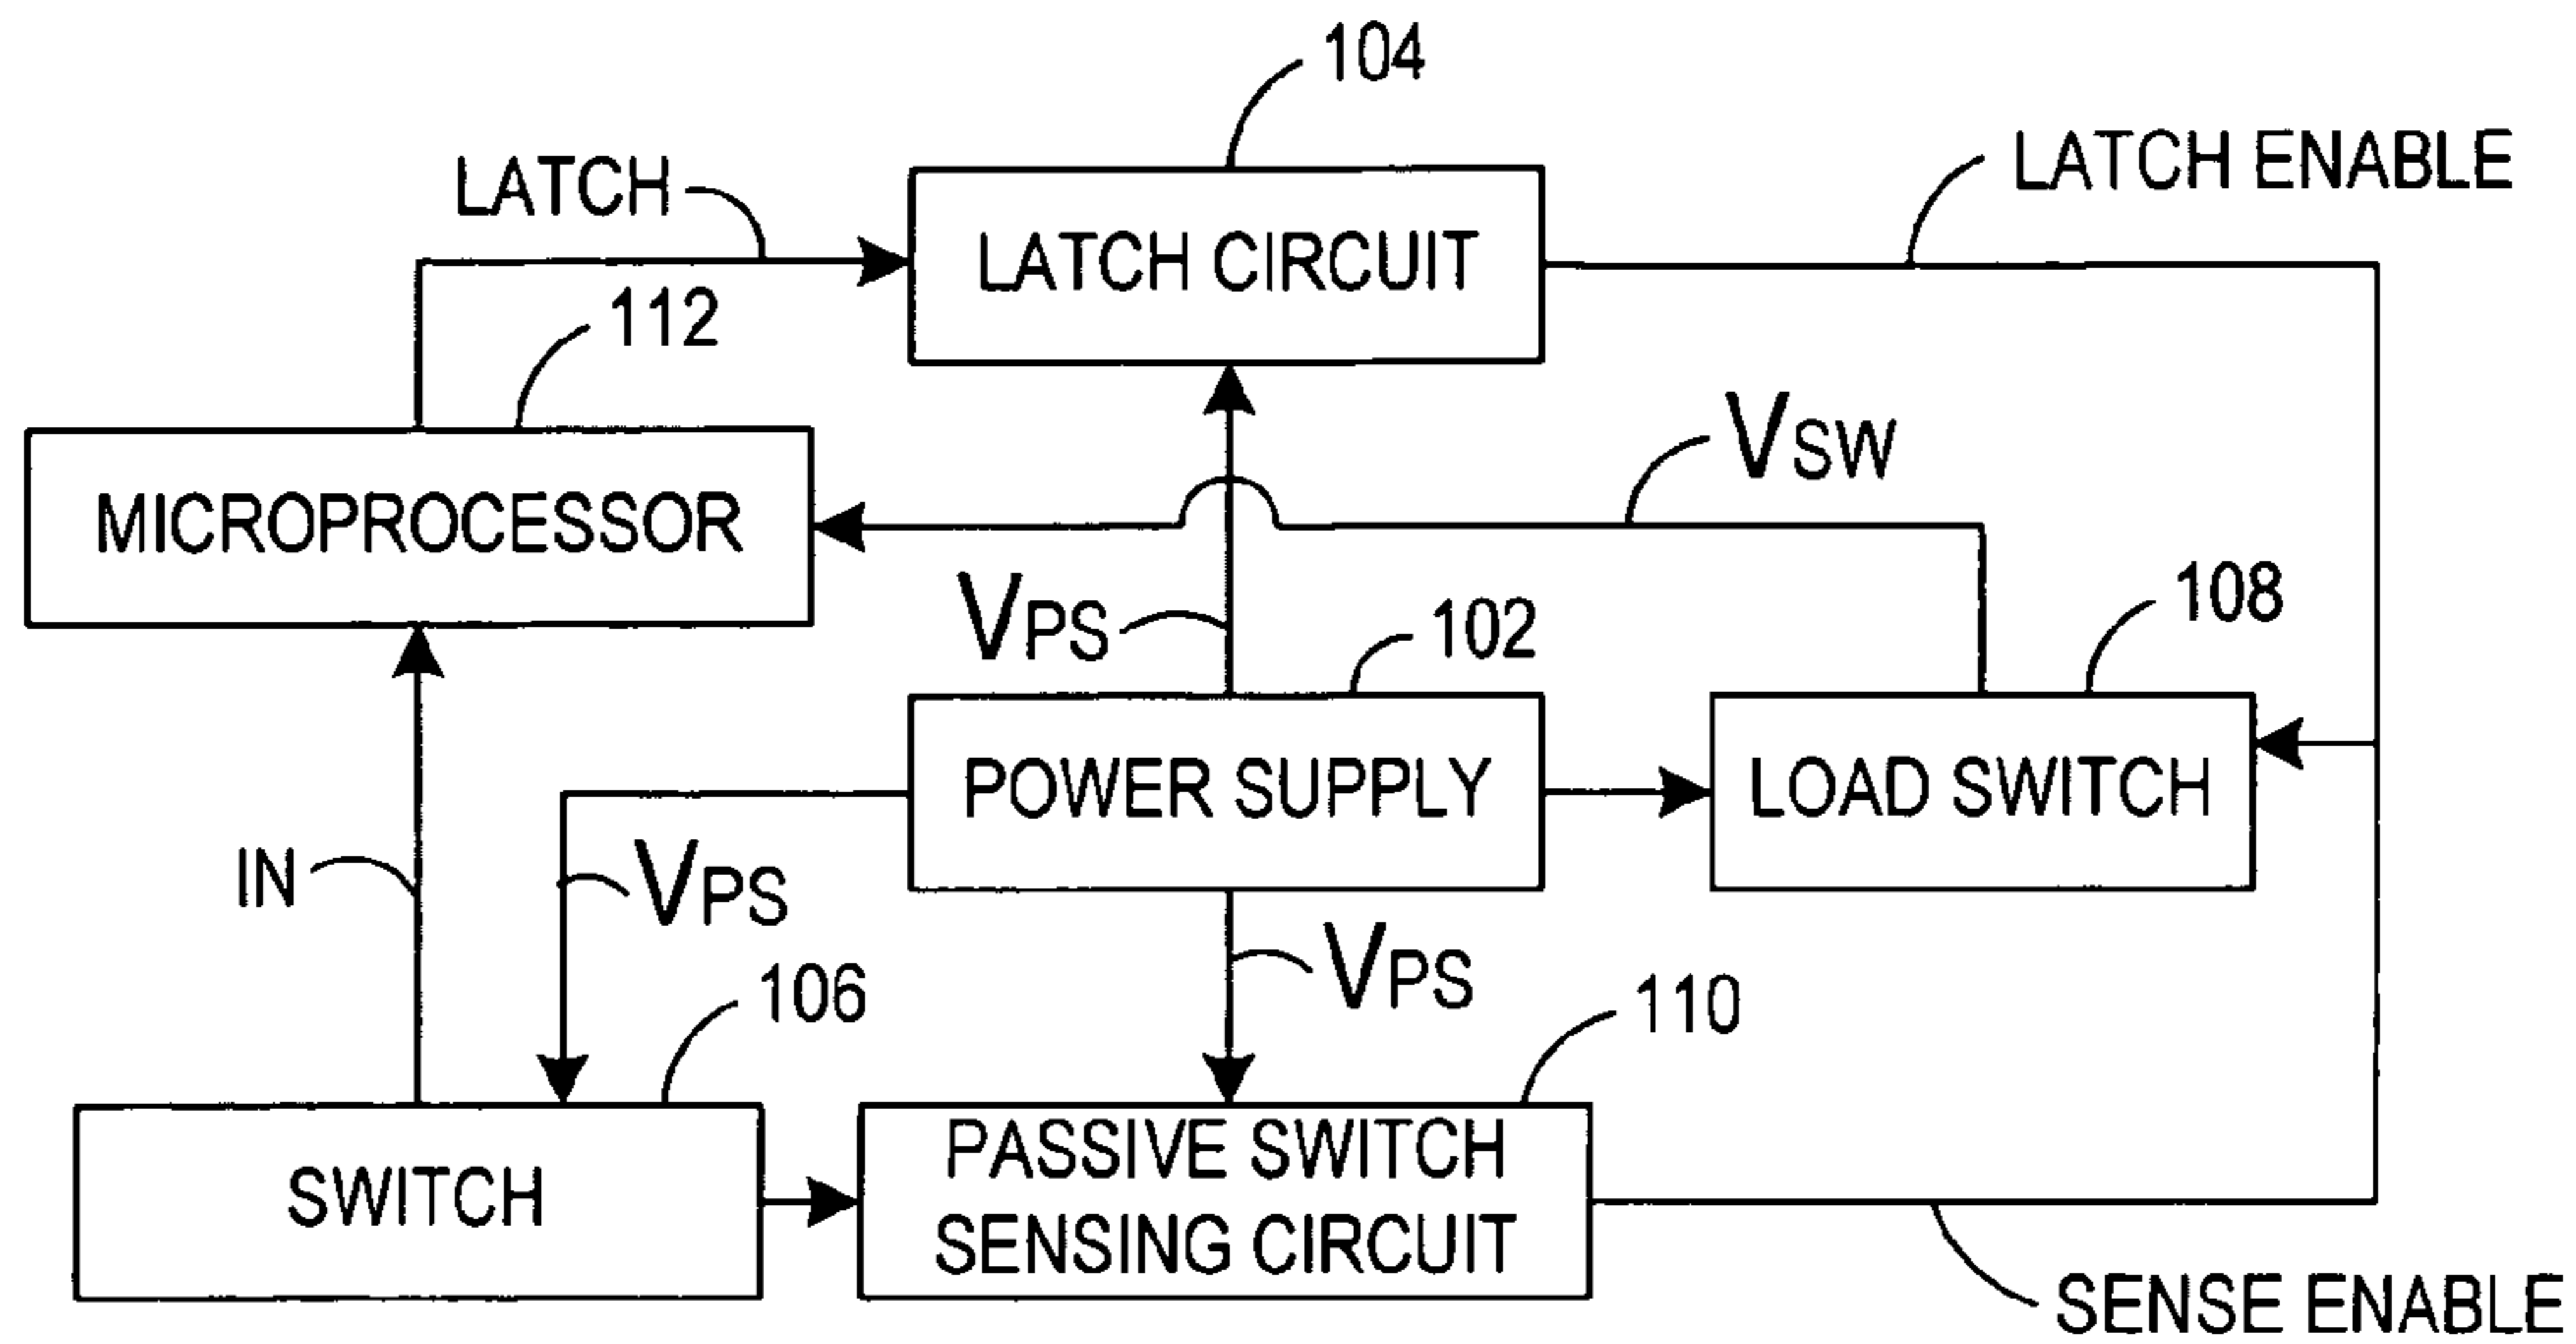 104
LATCH
LATCH ENABLE
LATCH CIRCUIT
112
VSW
MICROPROCESSOR
VPS
102
108
POWER SUPPLY
LOAD SWITCH
IN
VPS
VPS
106
110
SWITCH
PASSIVE SWITCH
SENSING CIRCUIT
SENSE ENABLE